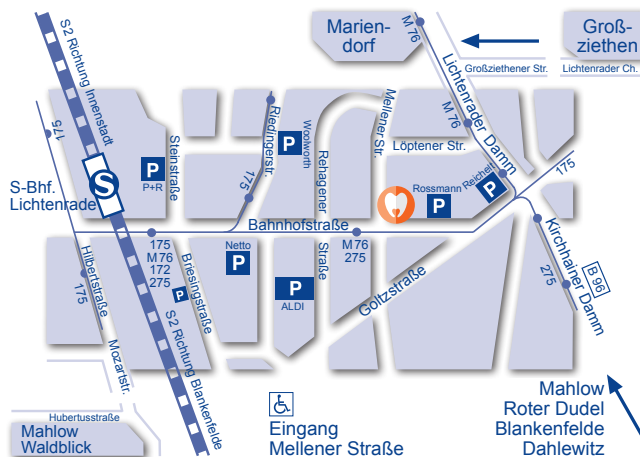 Marien-
dorf
Groß-
ziethen
M 76
Großziethener Str.
Lichtenrader Ch.
S2 Richtung Innenstadt
Lichtenrader Damm
M 76
175
Steinstraße
Riedingerstr.
175
P
Woolworth
Rehagener
Straße
Mellener Str.
Löptener Str.
175
S-Bhf.
Lichtenrade
S
P
P+R
Rossmann
P
Reichelt
P
Bahnhofstraße
175
M 76
172
275
Netto
P
M 76
275
Hilbertstraße
175
Briesingstraße
P
P
ALDI
Goltzstraße
Kirchhainer Damm
275
B 96
Mozartstr.
S2 Richtung Blankenfelde
Hubertusstraße
Mahlow
Waldblick
Eingang
Mellener Straße
Mahlow
Roter Dudel
Blankenfelde
Dahlewitz